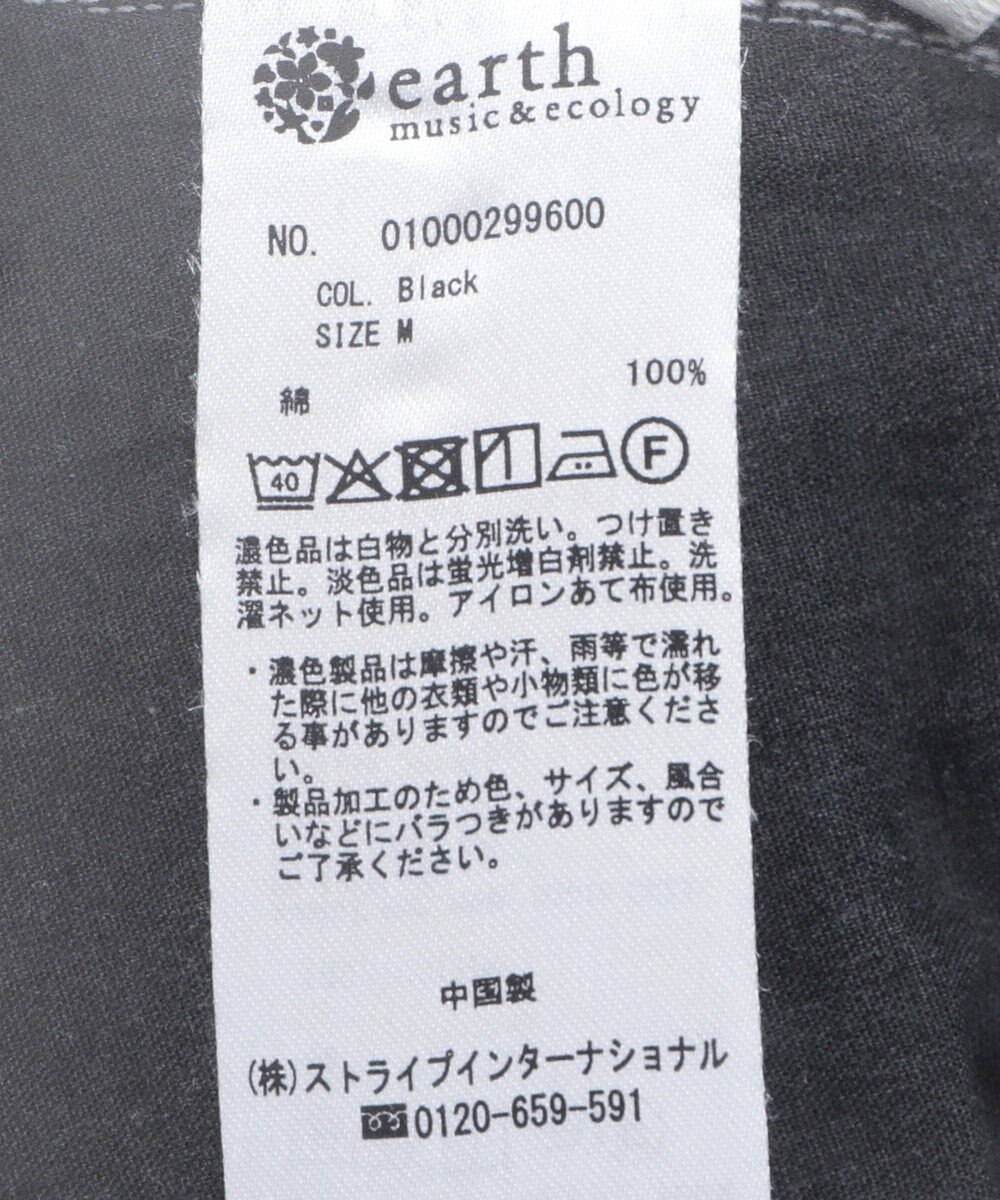 earth
music&ecology
NO. 01000299600
COL. Black
SIZE M
綿 100%
40 F
濃色品は白物と分別洗い。つけ置き
禁止。淡色品は蛍光増白剤禁止。洗
濯ネット使用。アイロンあて布使用。
・濃色製品は摩擦や汗、雨等で濡れ
た際に他の衣類や小物類に色が移
る事がありますのでご注意くださ
い。
・製品加工のため色、サイズ、風合
いなどにバラつきがありますので
ご了承ください。
中国製
(株)ストライプインターナショナル
0120-659-591